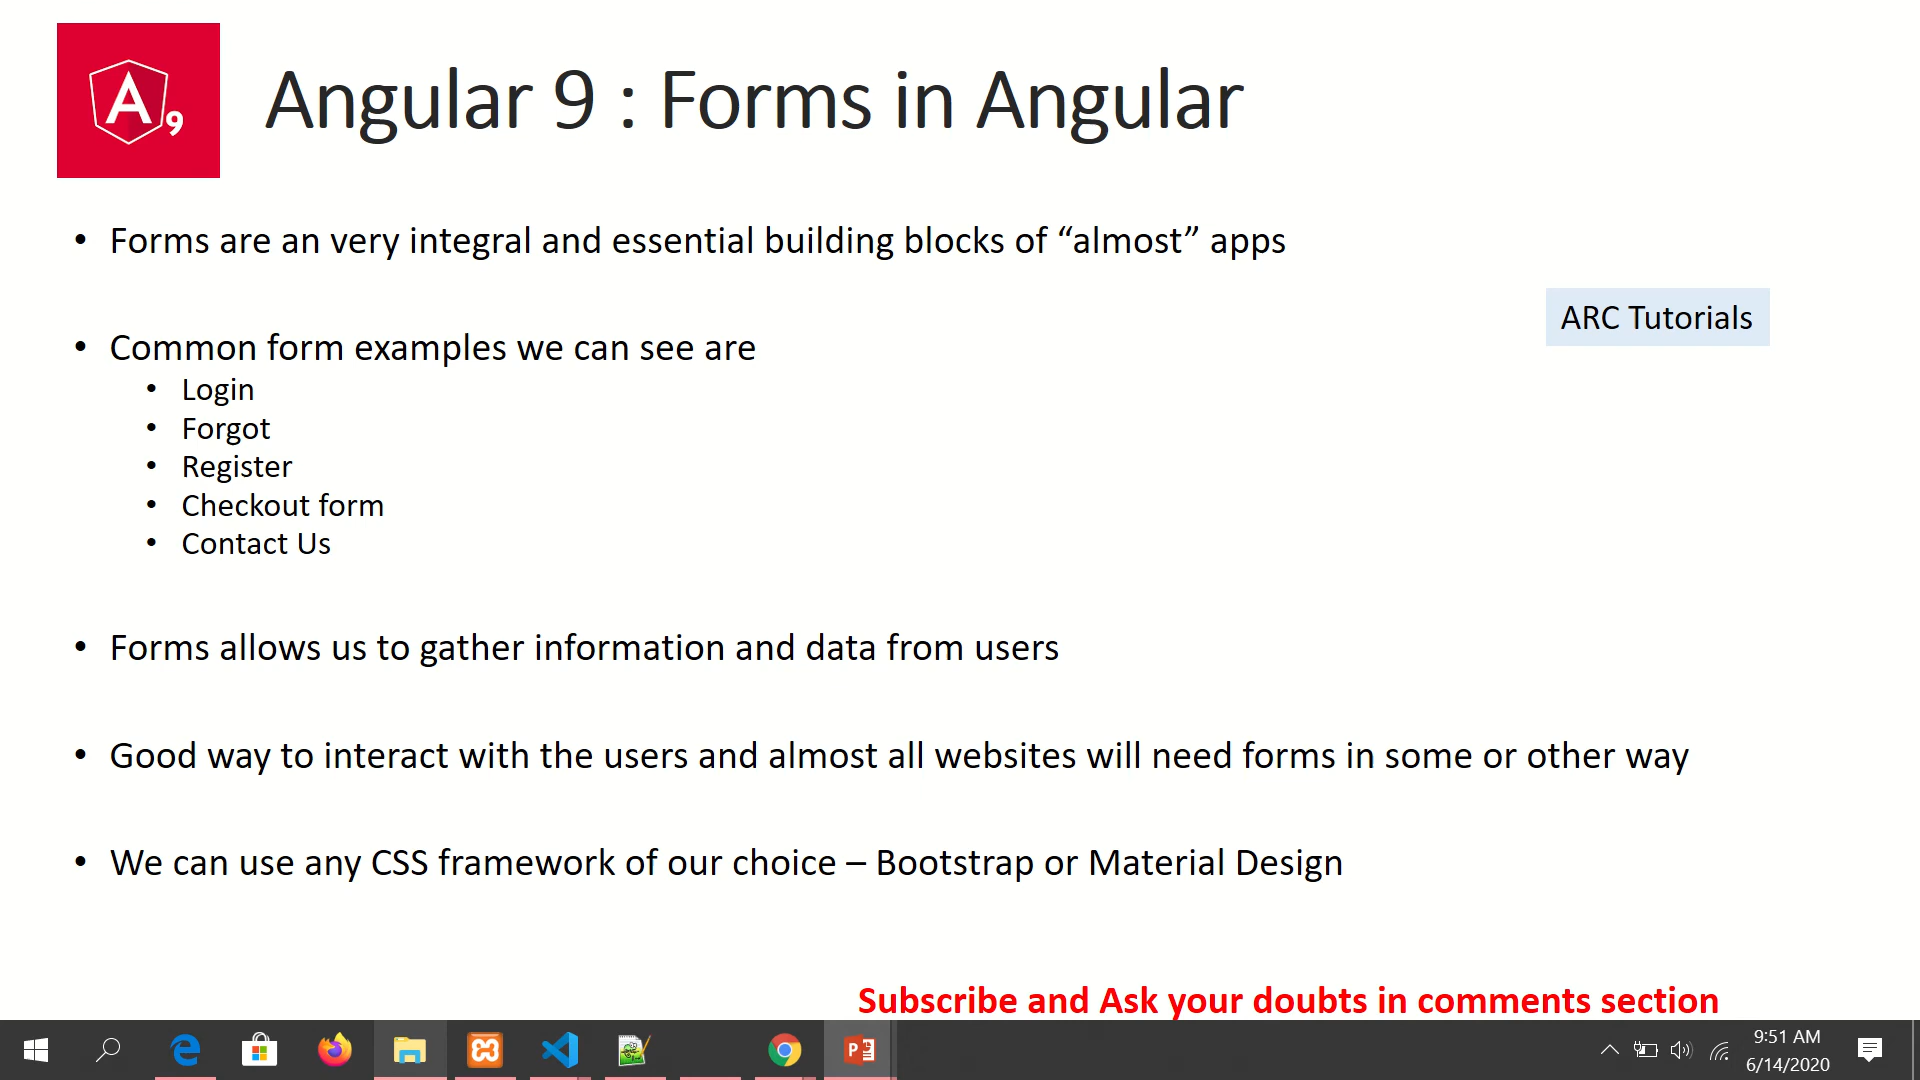 A9
Angular 9 : Forms in Angular
• Forms are an very integral and essential building blocks of “almost” apps
ARC Tutorials
• Common form examples we can see are
• Login
• Forgot
• Register
• Checkout form
• Contact Us
• Forms allows us to gather information and data from users
• Good way to interact with the users and almost all websites will need forms in some or other way
• We can use any CSS framework of our choice – Bootstrap or Material Design
Subscribe and Ask your doubts in comments section
9:51 AM
6/14/2020